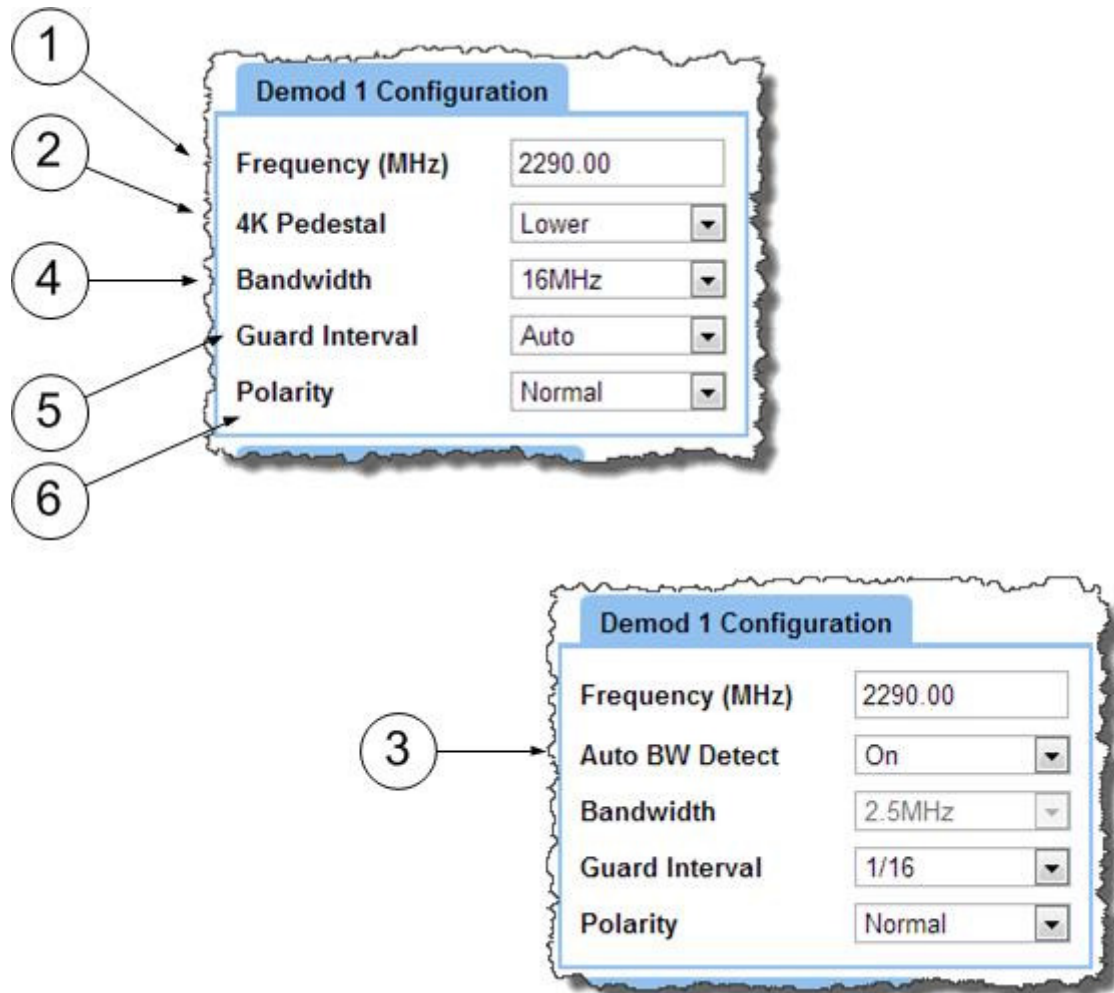 1
Demod 1 Configuration
2
Frequency (MHz) 2290.00
4K Pedestal Lower
4
Bandwidth 16MHz
Guard Interval Auto
5
Polarity Normal
6
Demod 1 Configuration
Frequency (MHz) 2290.00
3
Auto BW Detect On
Bandwidth 2.5MHz
Guard Interval 1/16
Polarity Normal